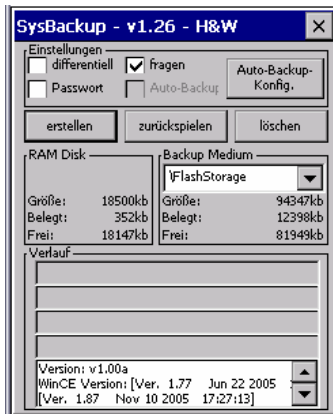 SysBackup - v1.26 - H&W
Einstellungen
differentiell
fragen
Passwort
Auto-Backup
Auto-Backup-
Konfig.
erstellen
zurückspielen
löschen
RAM Disk
Größe: 18500kb
Belegt: 352kb
Frei: 18147kb
Backup Medium
\FlashStorage
Größe: 94347kb
Belegt: 12398kb
Frei: 81949kb
Verlauf
Version: v1.00a
WinCE Version: [Ver. 1.77 Jun 22 2005
[Ver. 1.87 Nov 10 2005 17:27:13]